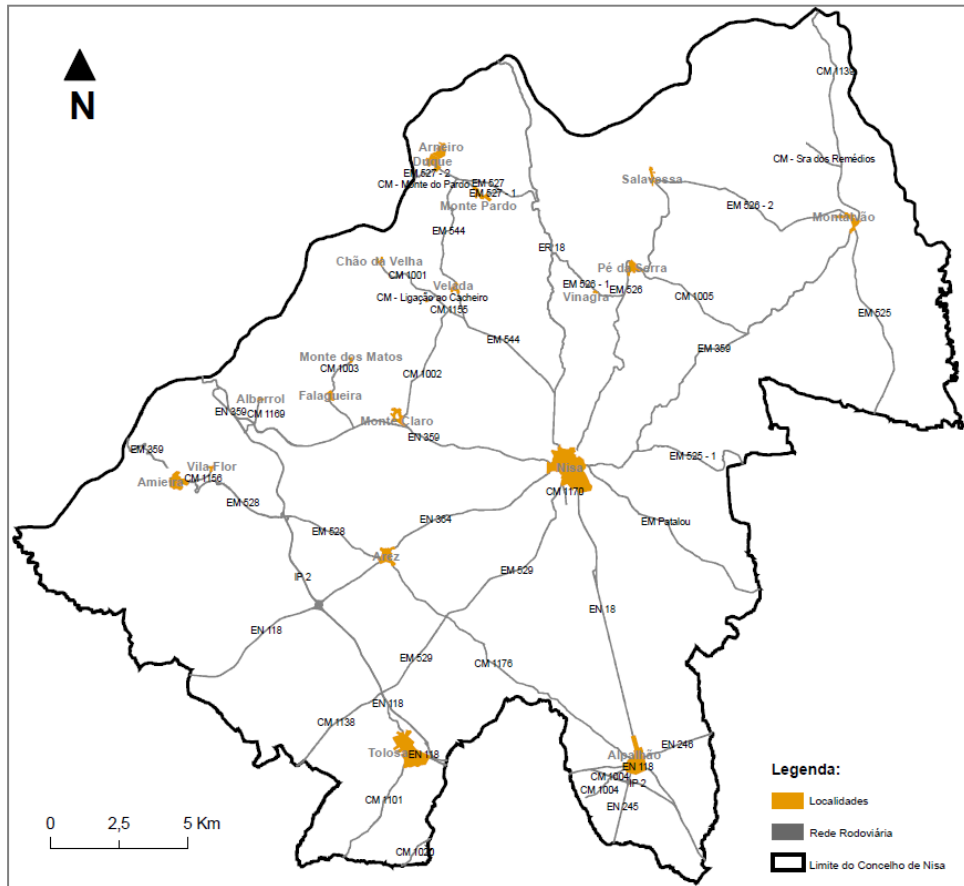 CM 1139
N
Arneiro
Duque
CM - Sra dos Remédios
EM 527 - 2
Salavessa
CM - Monte do Pardo
EM 527
EM 527 - 1
Monte Pardo
EM 526 - 2
Montalvão
EM 544
ER 18
Chão da Velha
Pé da Serra
CM 1001
Velada
EM 526 - 1
EM 526
Vinagra
CM 1005
CM - Ligação ao Cacheiro
CM 1155
EM 525
EM 544
EM 359
Monte dos Matos
CM 1003
CM 1002
Falagueira
Albarrol
EN 359
CM 1169
Monte Claro
EN 359
EM 359
EM 525 - 1
Nisa
Vila Flor
CM 1156
Amieira
CM 1170
EM 528
EN 364
EM Patalou
EM 528
Arez
EM 529
IP 2
EN 18
EN 118
EM 529
CM 1176
EN 118
CM 1138
EN 246
Tolosa
EN 118
Alpalhão
EN 118
CM 1004
IP 2
CM 1004
CM 1101
EN 245
CM 1020
0 2,5 5 Km
Legenda:
Localidades
Rede Rodoviária
Limite do Concelho de Nisa